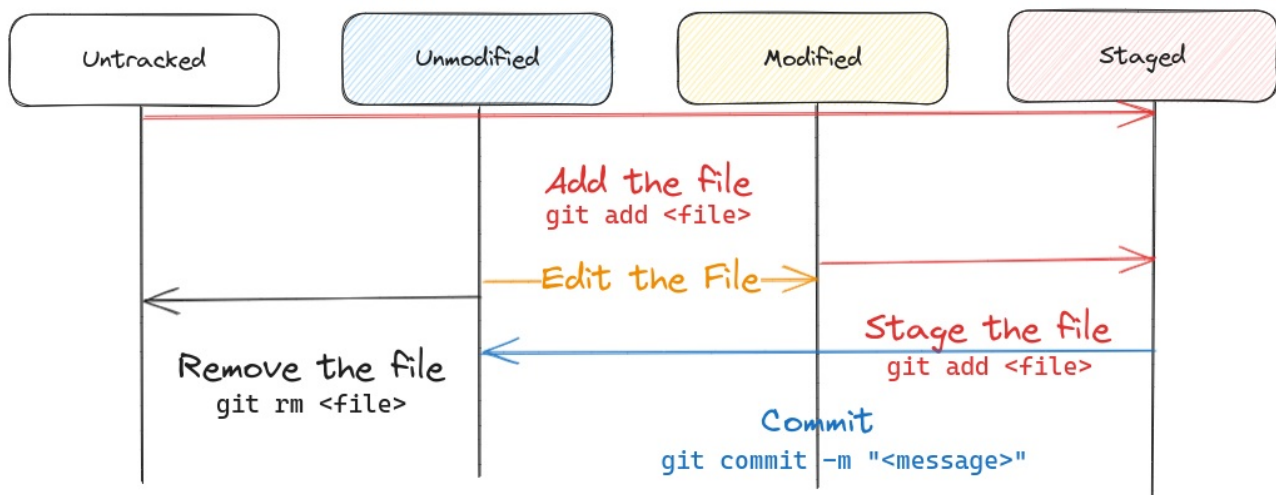 Untracked
Unmodified
Modified
Staged
Add the file
git add <file>
Edit the File
Stage the file
git add <file>
Remove the file
git rm <file>
Commit
git commit -m "<message>"